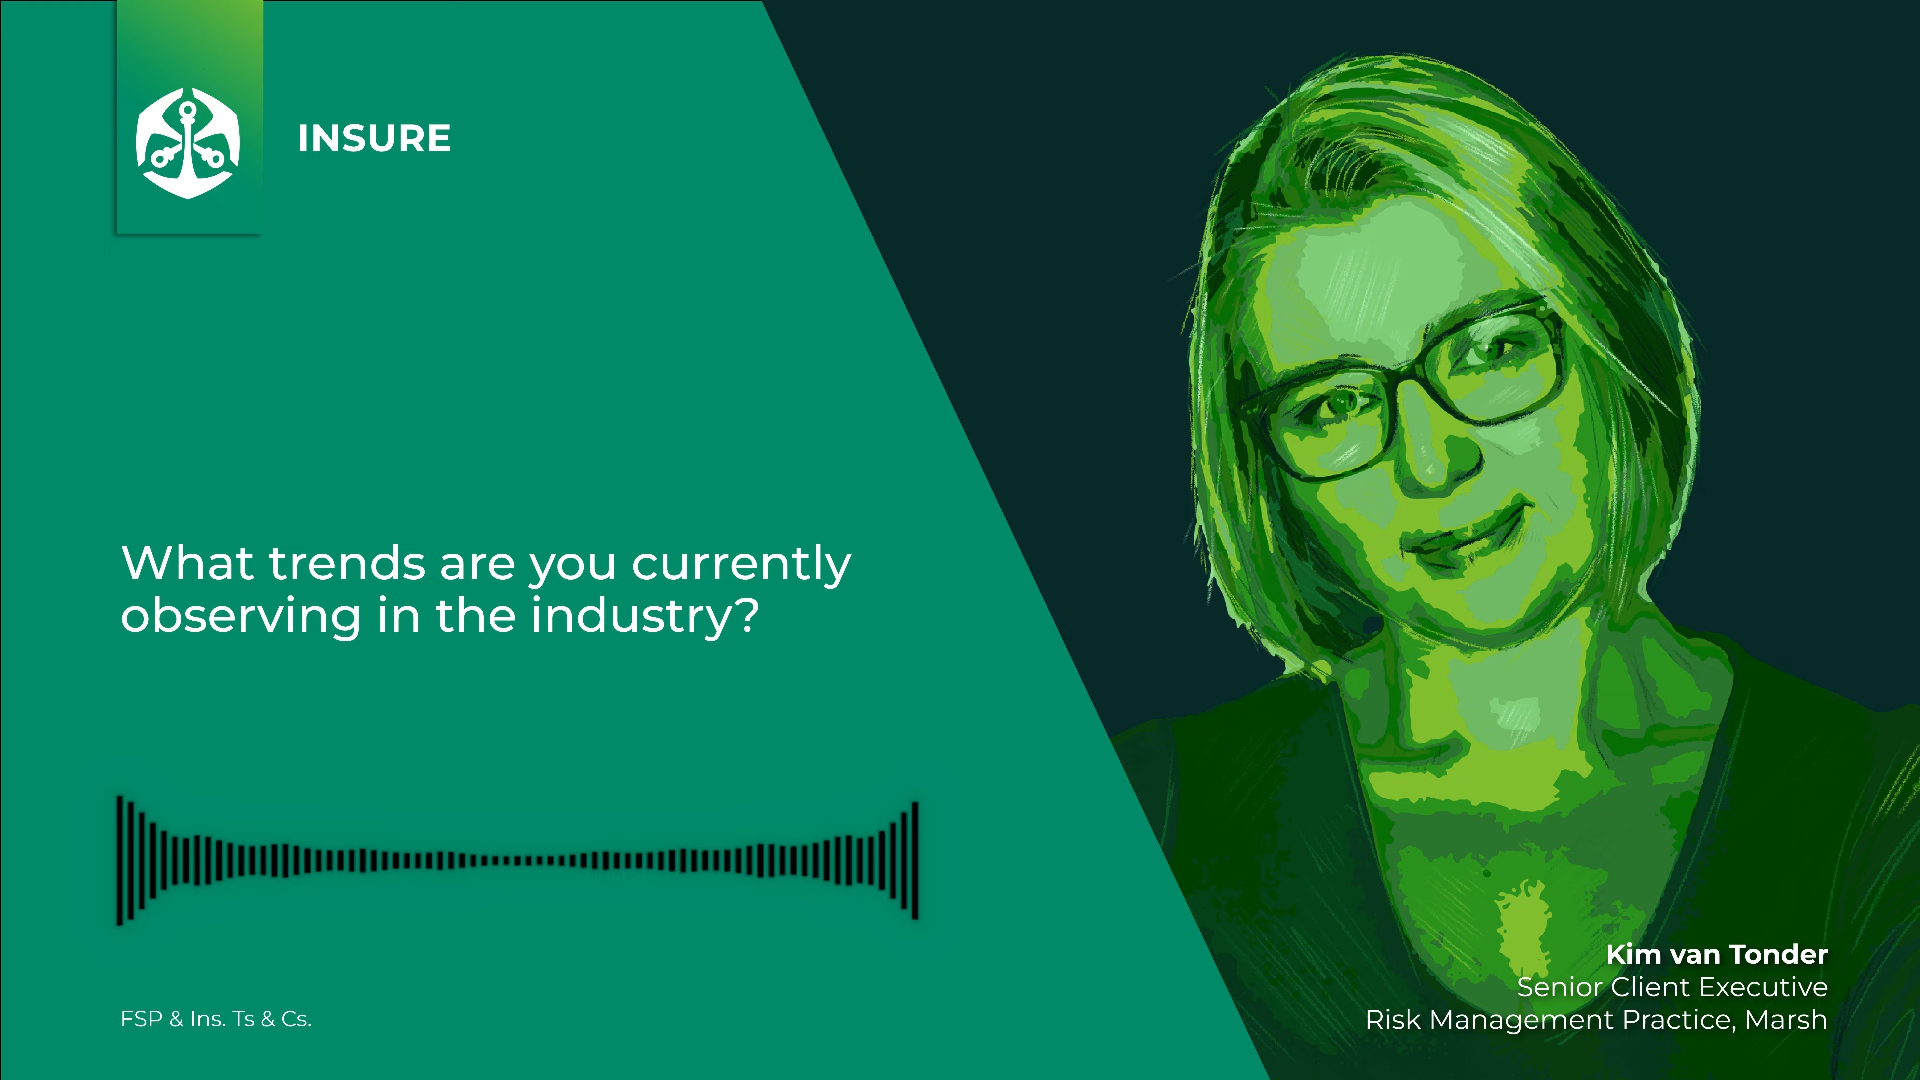 INSURE
What trends are you currently
observing in the industry?
FSP & Ins. Ts & Cs.
Kim van Tonder
Senior Client Executive
Risk Management Practice, Marsh